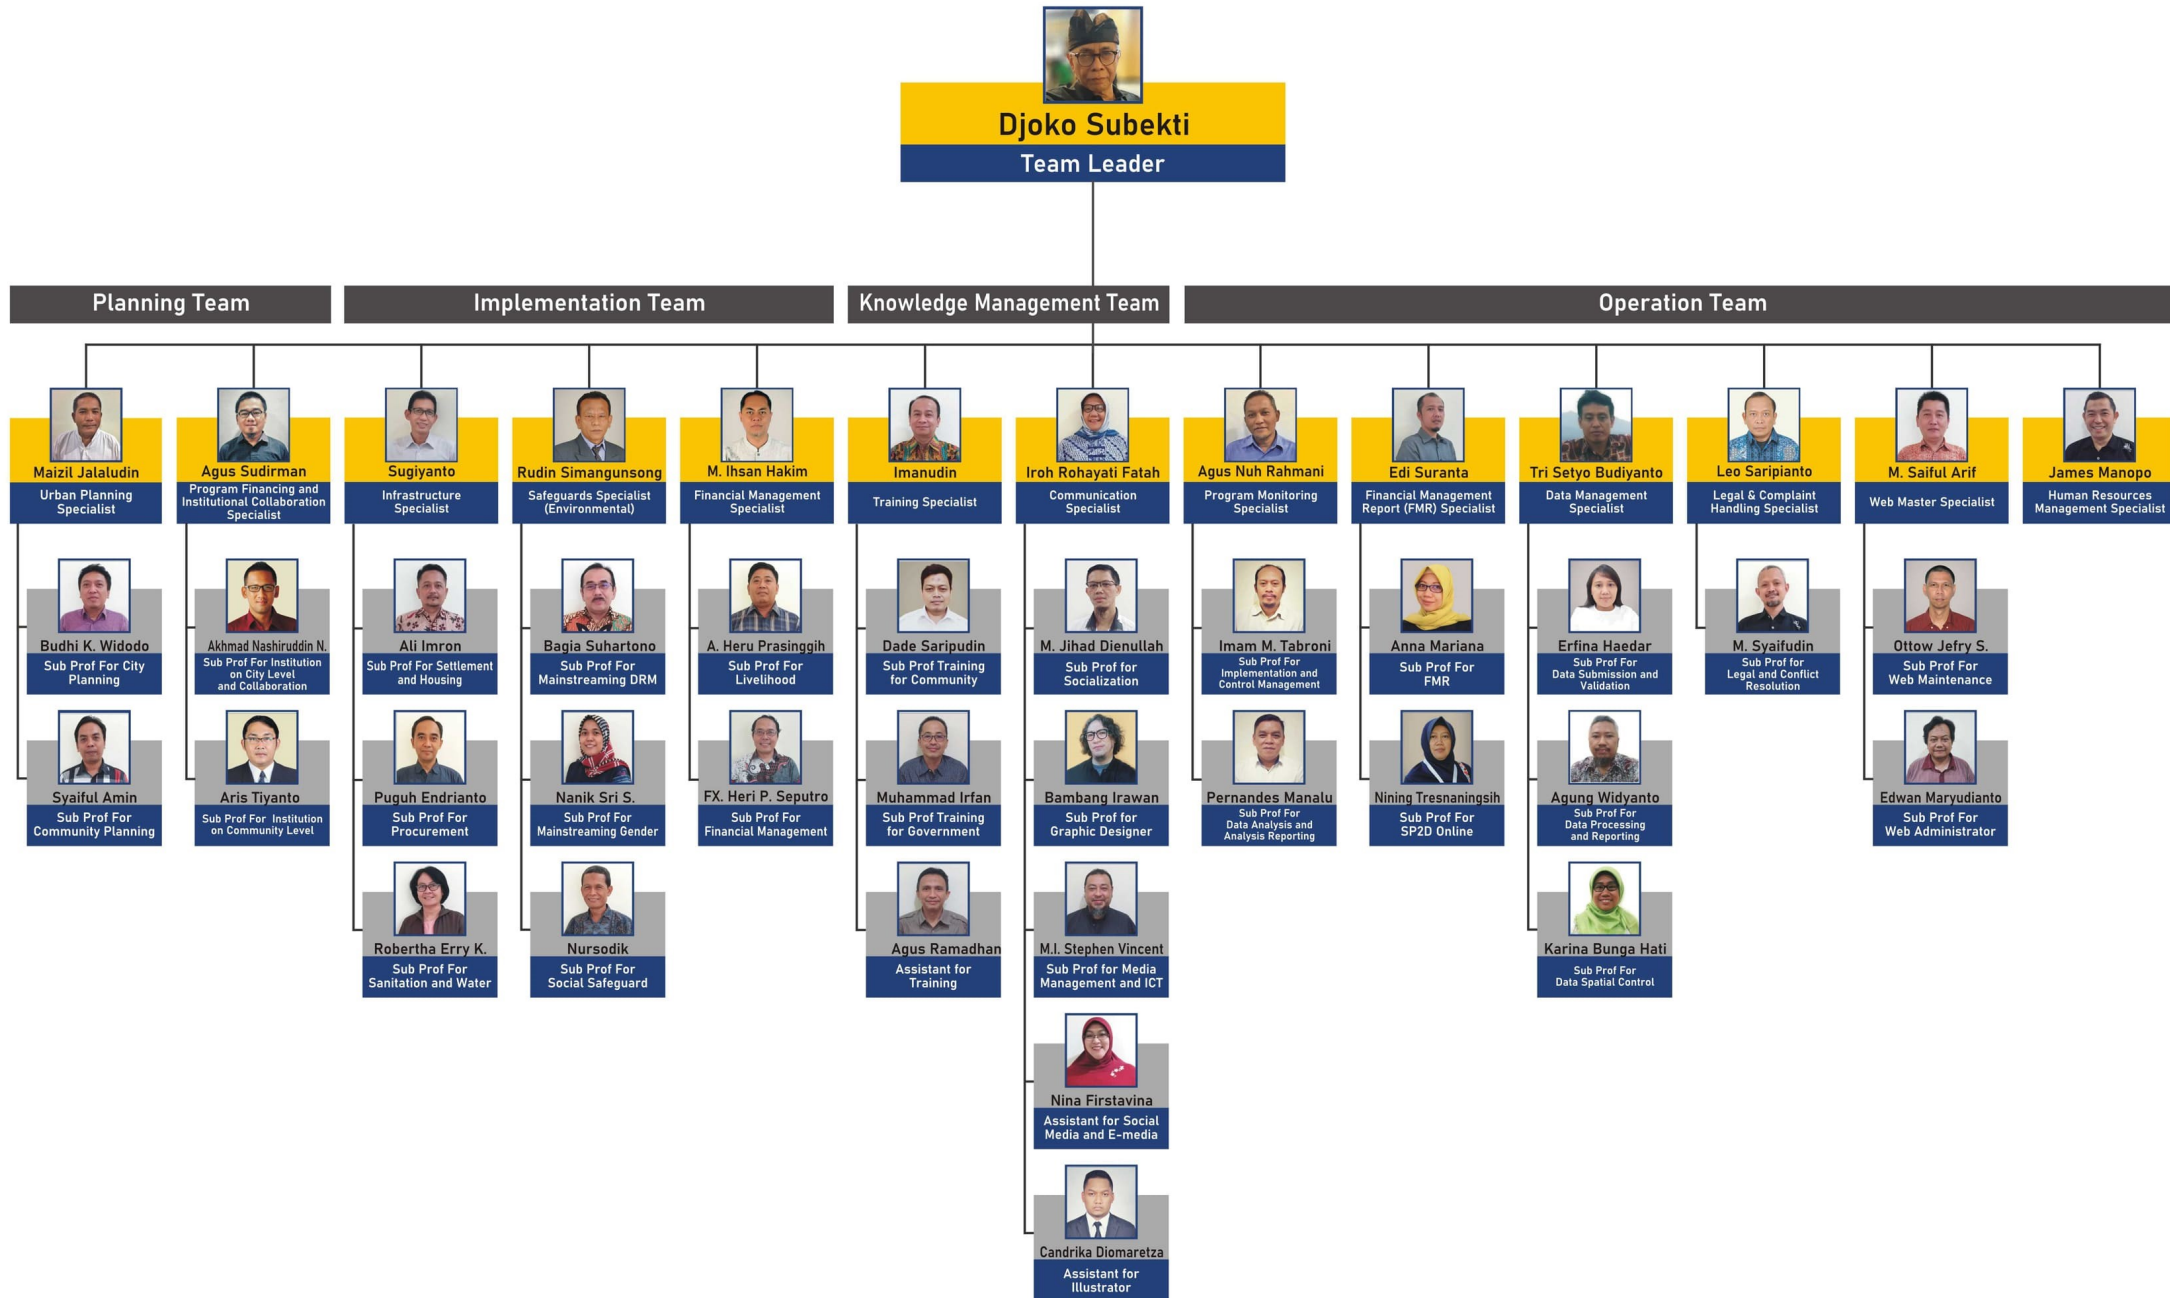 Djoko Subekti
Team Leader
Planning Team
Implementation Team
Knowledge Management Team
Operation Team
Maizil Jalaludin
Urban Planning
Specialist
Agus Sudirman
Program Financing and
Institutional Collaboration
Specialist
Sugiyanto
Infrastructure
Specialist
Rudin Simangunsong
Safeguards Specialist
(Environmental)
M. Ihsan Hakim
Financial Management
Specialist
Imanudin
Training Specialist
Iroh Rohayati Fatah
Communication
Specialist
Agus Nuh Rahmani
Program Monitoring
Specialist
Edi Suranta
Financial Management
Report (FMR) Specialist
Tri Setyo Budiyanto
Data Management
Specialist
Leo Saripianto
Legal & Complaint
Handling Specialist
M. Saiful Arif
Web Master Specialist
James Manopo
Human Resources
Management Specialist
Budhi K. Widodo
Sub Prof For City
Planning
Akhmad Nashiruddin N.
Sub Prof For Institution
on City Level
and Collaboration
Ali Imron
Sub Prof For Settlement
and Housing
Bagia Suhartono
Sub Prof For
Mainstreaming DRM
A. Heru Prasinggih
Sub Prof For
Livelihood
Dade Saripudin
Sub Prof Training
for Community
M. Jihad Dienullah
Sub Prof for
Socialization
Imam M. Tabroni
Sub Prof For
Implementation and
Control Management
Anna Mariana
Sub Prof For
FMR
Erfina Haedar
Sub Prof For
Data Submission and
Validation
M. Syaifudin
Sub Prof for
Legal and Conflict
Resolution
Ottow Jefry S.
Sub Prof For
Web Maintenance
Syaiful Amin
Sub Prof For
Community Planning
Aris Tiyanto
Sub Prof For Institution
on Community Level
Puguh Endrianto
Sub Prof For
Procurement
Nanik Sri S.
Sub Prof For
Mainstreaming Gender
FX. Heri P. Seputro
Sub Prof For
Financial Management
Muhammad Irfan
Sub Prof Training
for Government
Bambang Irawan
Sub Prof for
Graphic Designer
Pernandes Manalu
Sub Prof For
Data Analysis and
Analysis Reporting
Nining Tresnaningsih
Sub Prof For
SP2D Online
Agung Widyanto
Sub Prof For
Data Processing
and Reporting
Edwan Maryudianto
Sub Prof For
Web Administrator
Robertha Erry K.
Sub Prof For
Sanitation and Water
Nursodik
Sub Prof For
Social Safeguard
Agus Ramadhan
Assistant for
Training
M.I. Stephen Vincent
Sub Prof for Media
Management and ICT
Karina Bunga Hati
Sub Prof For
Data Spatial Control
Nina Firstavina
Assistant for Social
Media and E-media
Candrika Diomaretza
Assistant for
Illustrator